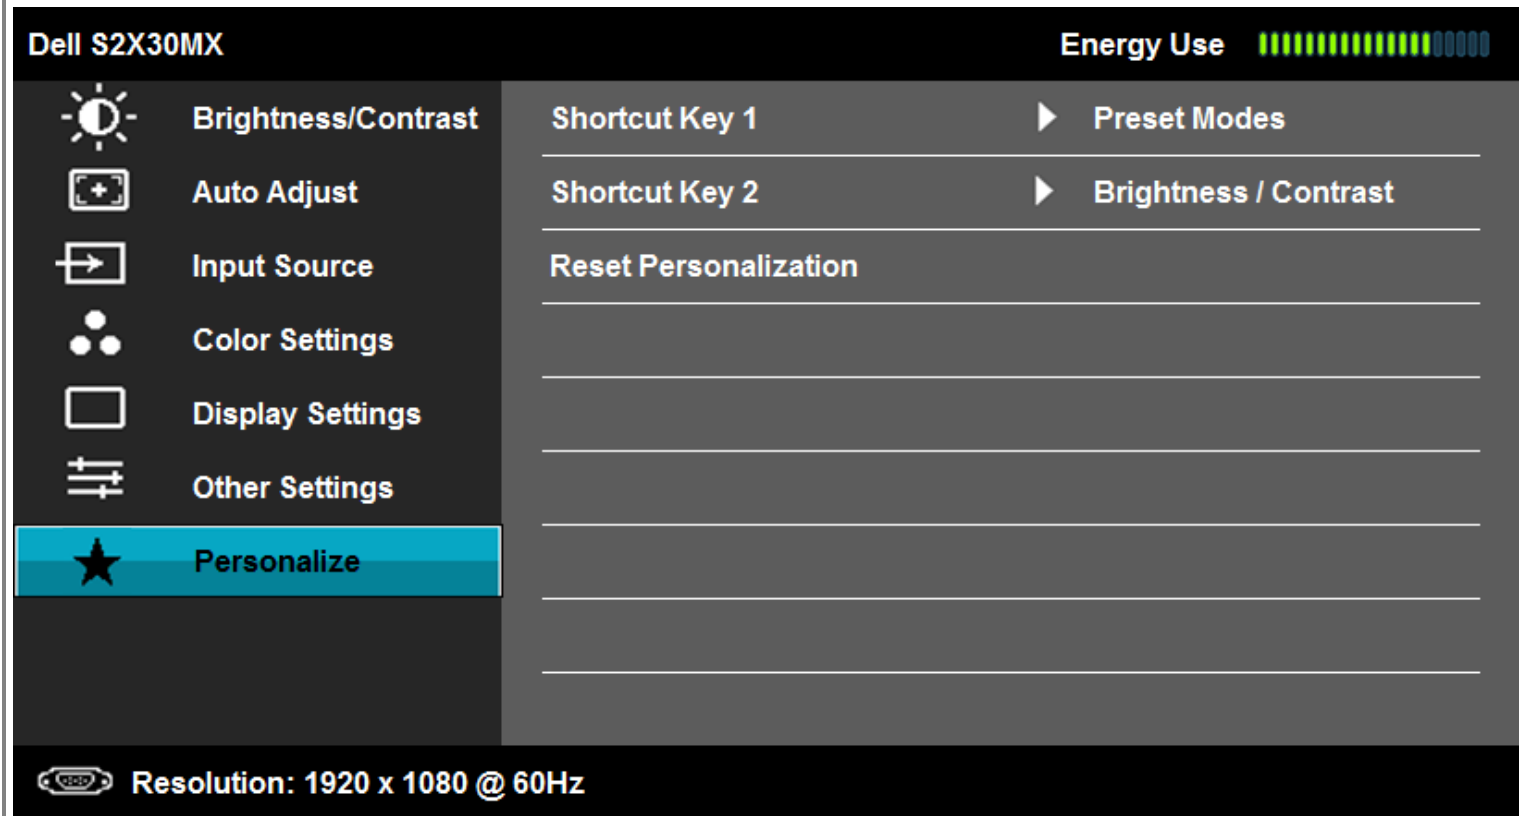 Dell S2X30MX Energy Use
Brightness/Contrast Shortcut Key 1 Preset Modes
Auto Adjust Shortcut Key 2 Brightness / Contrast
Input Source Reset Personalization
Color Settings
Display Settings
Other Settings
Personalize
Resolution: 1920 x 1080 @ 60Hz